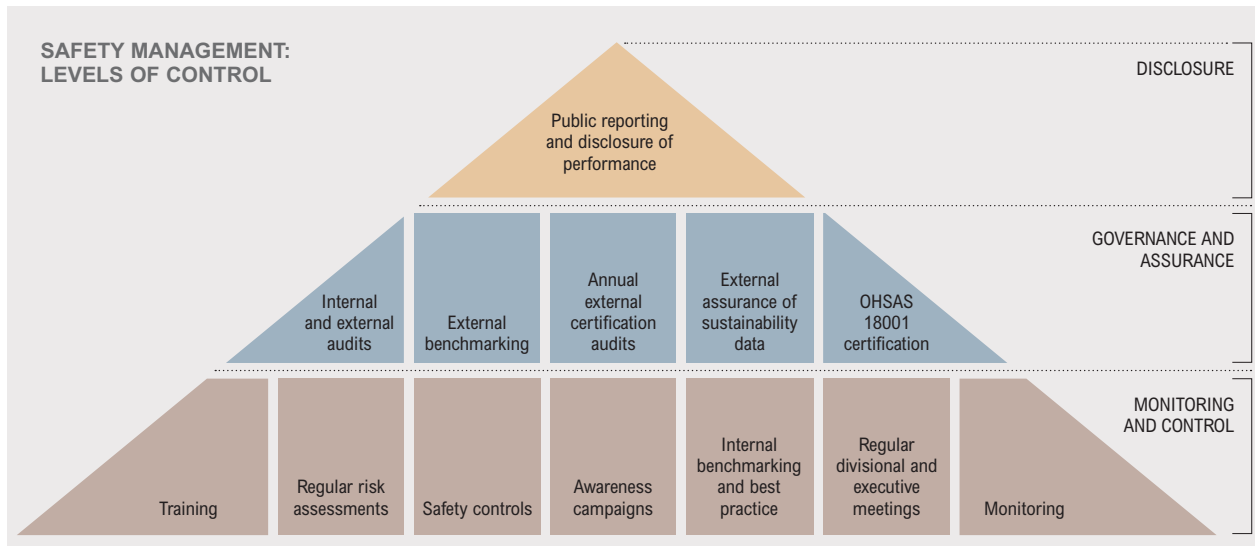 SAFETY MANAGEMENT:
LEVELS OF CONTROL
DISCLOSURE
Public reporting
and disclosure of
performance
GOVERNANCE AND
ASSURANCE
Internal
and external
audits
External
benchmarking
Annual
external
certification
audits
External
assurance of
sustainability
data
OHSAS
18001
certification
MONITORING
AND CONTROL
Training
Regular risk
assessments
Safety controls
Awareness
campaigns
Internal
benchmarking
and best
practice
Regular
divisional and
executive
meetings
Monitoring